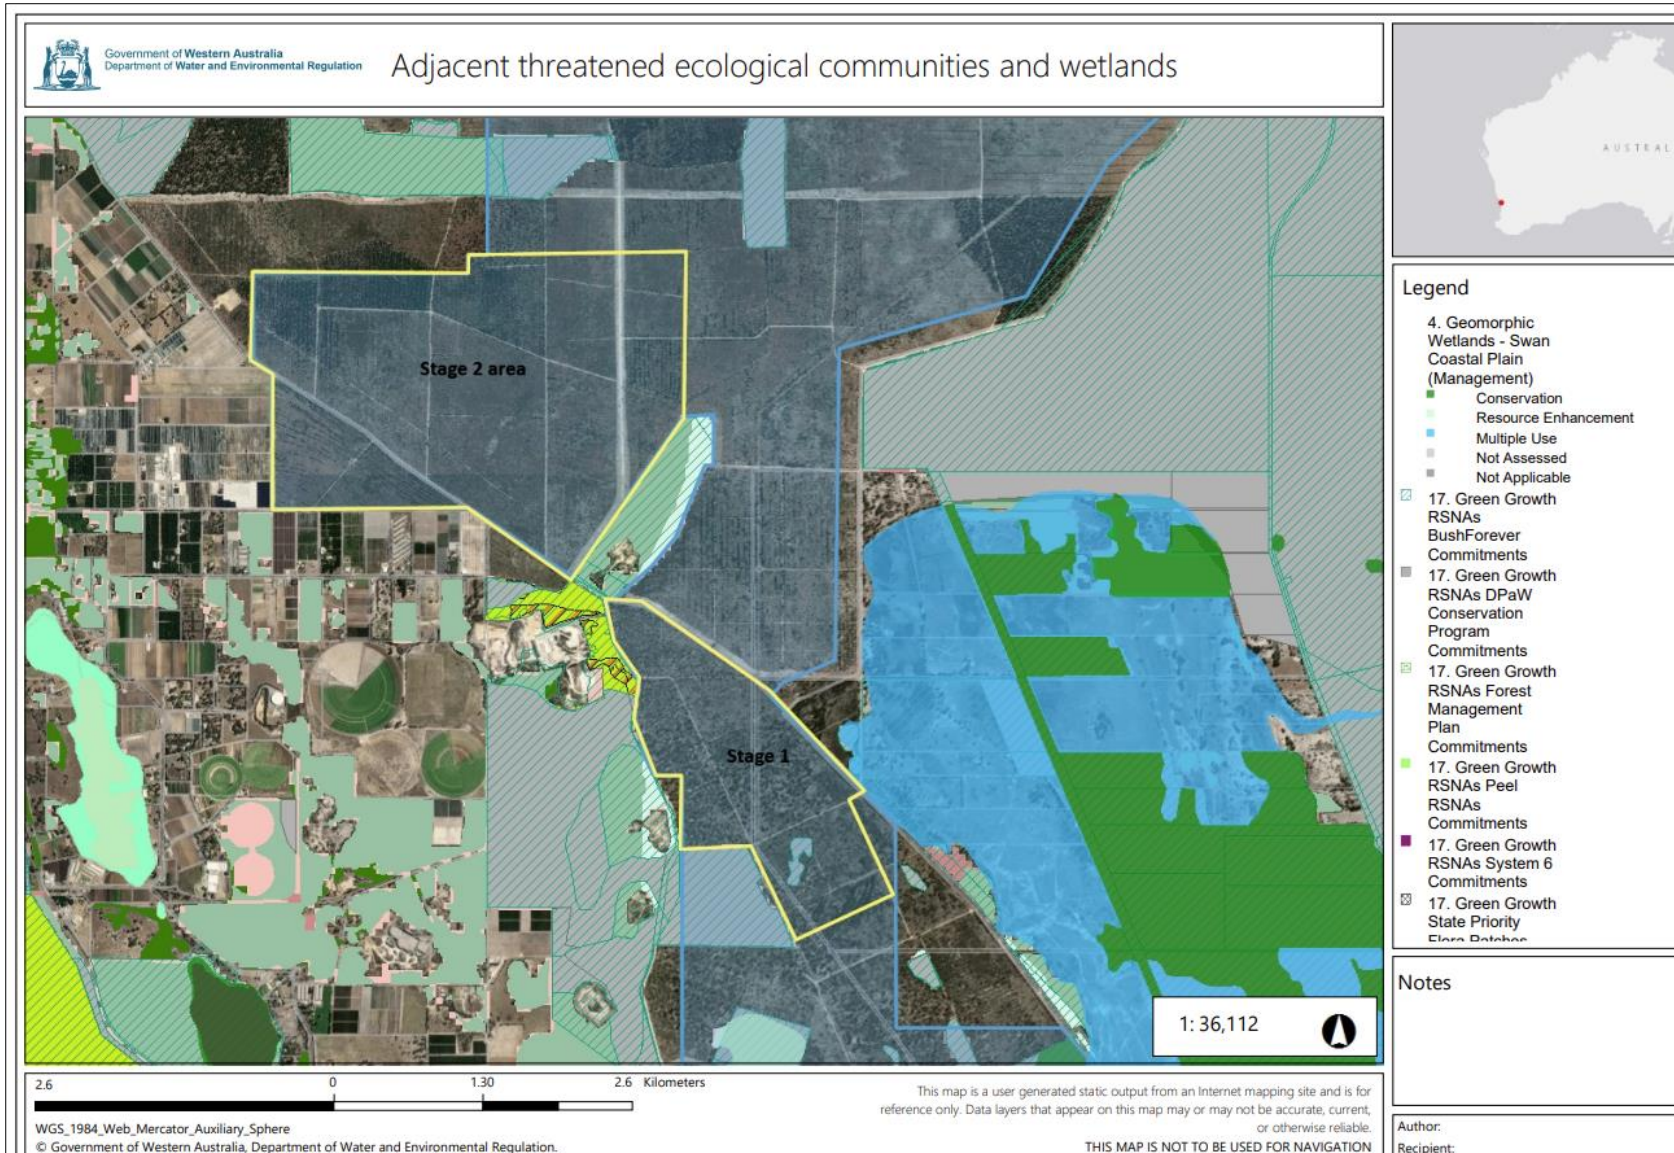 Government of Western Australia
Department of Water and Environmental Regulation
Adjacent threatened ecological communities and wetlands
AUSTRAL
Stage 2 area
Stage 1
1: 36,112
Legend
4. Geomorphic
Wetlands - Swan
Coastal Plain
(Management)
Conservation
Resource Enhancement
Multiple Use
Not Assessed
Not Applicable
17. Green Growth
RSNAs
BushForever
Commitments
17. Green Growth
RSNAs DPaW
Conservation
Program
Commitments
17. Green Growth
RSNAs Forest
Management
Plan
Commitments
17. Green Growth
RSNAs Peel
RSNAs
Commitments
17. Green Growth
RSNAs System 6
Commitments
17. Green Growth
State Priority
Flora Patches
Notes
2.6 0 1.30 2.6 Kilometers
WGS_1984_Web_Mercator_Auxiliary_Sphere
© Government of Western Australia, Department of Water and Environmental Regulation.
This map is a user generated static output from an Internet mapping site and is for
reference only. Data layers that appear on this map may or may not be accurate, current,
or otherwise reliable.
THIS MAP IS NOT TO BE USED FOR NAVIGATION
Author:
Recipient: